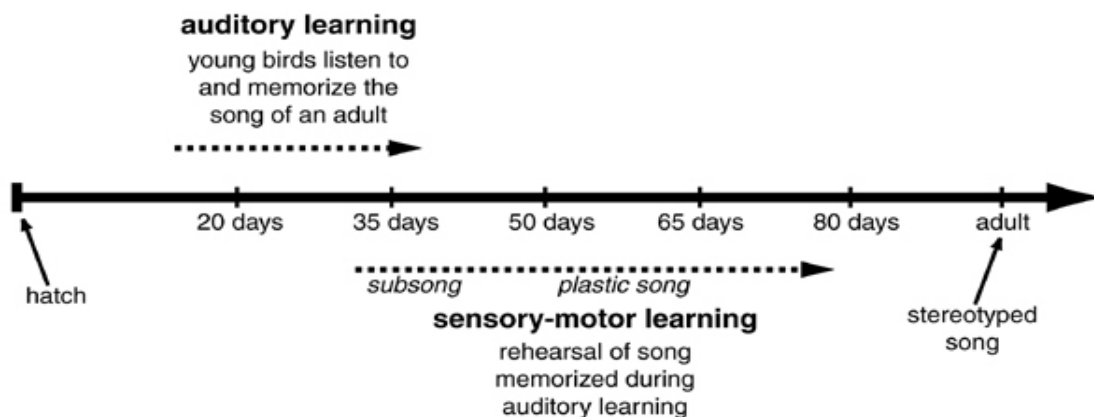 auditory learning
young birds listen to
and memorize the
song of an adult
20 days
35 days
50 days
65 days
80 days
adult
hatch
subsong
plastic song
sensory-motor learning
rehearsal of song
memorized during
auditory learning
stereotyped
song